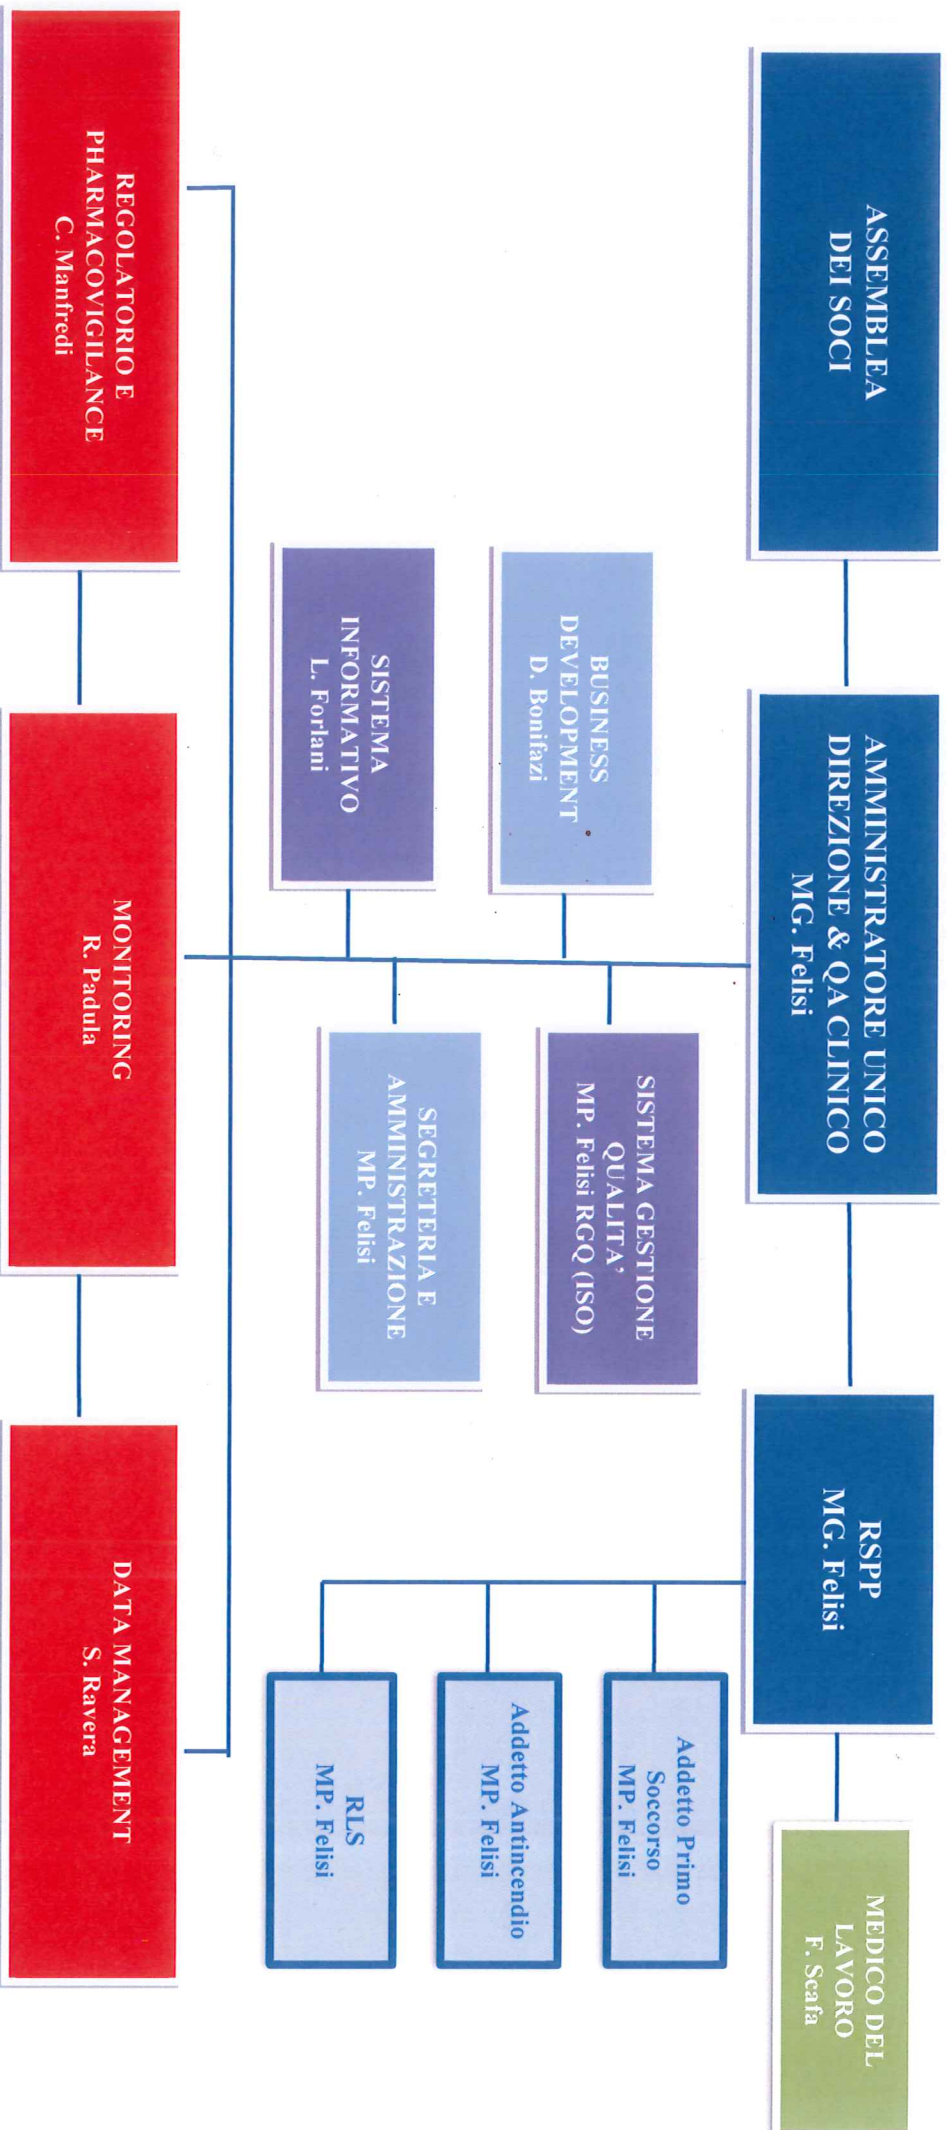 ASSEMBLEA
DEI SOCI
AMMINISTRATORE UNICO
DIREZIONE & QA CLINICO
MG. Felisi
RSPP
MG. Felisi
MEDICO DEL
LAVORO
F. Scafa
BUSINESS
DEVELOPMENT
D. Bonifazi
SISTEMA GESTIONE
QUALITA’
MP. Felisi RGQ (ISO)
Addetto Primo
Soccorso
MP. Felisi
SISTEMA
INFORMATIVO
L. Forlani
SEGRETERIA E
AMMINISTRAZIONE
MP. Felisi
Addetto Antincendio
MP. Felisi
RLS
MP. Felisi
REGOLATORIO E
PHARMACOVIGILANCE
C. Manfredi
MONITORING
R. Padula
DATA MANAGEMENT
S. Ravera